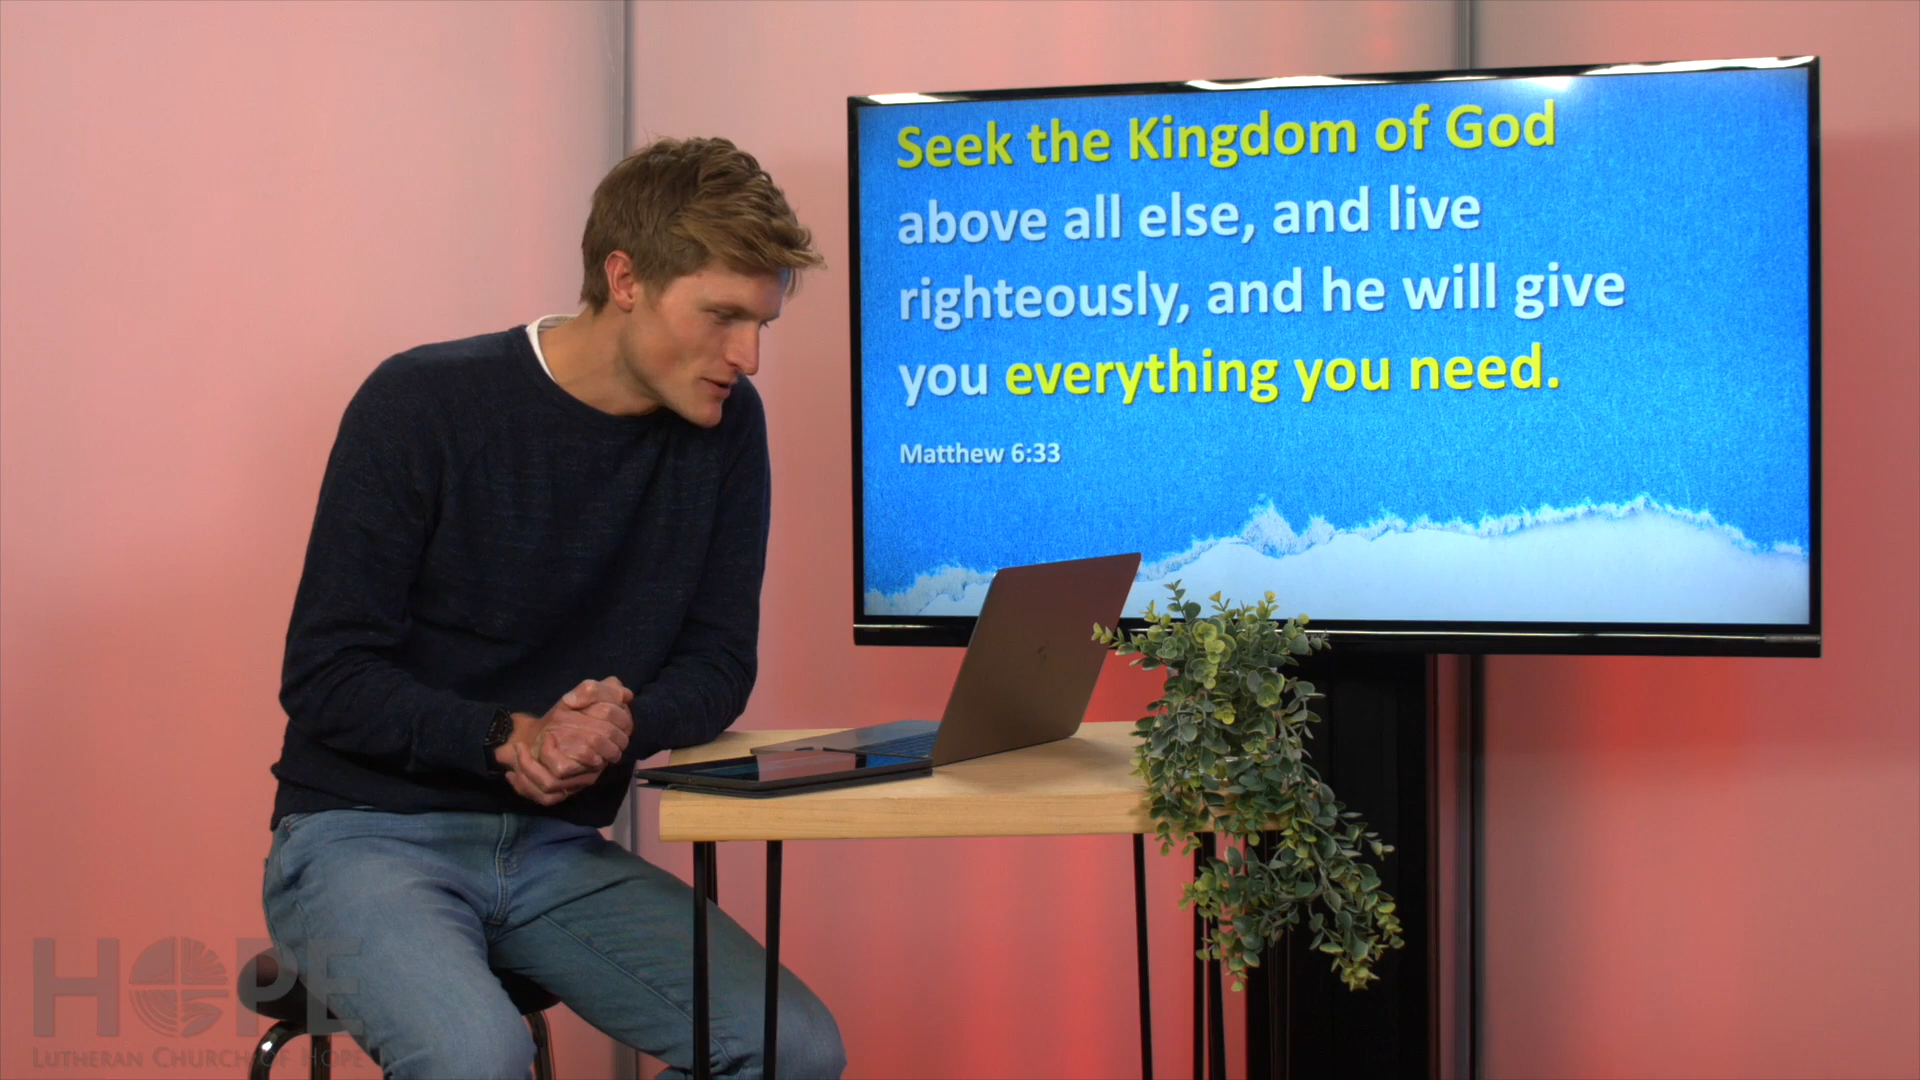 Seek the Kingdom of God
above all else, and live
righteously, and he will give
you everything you need.
Matthew 6:33
HOPE
LUTHERAN CHURCH OF HOPE